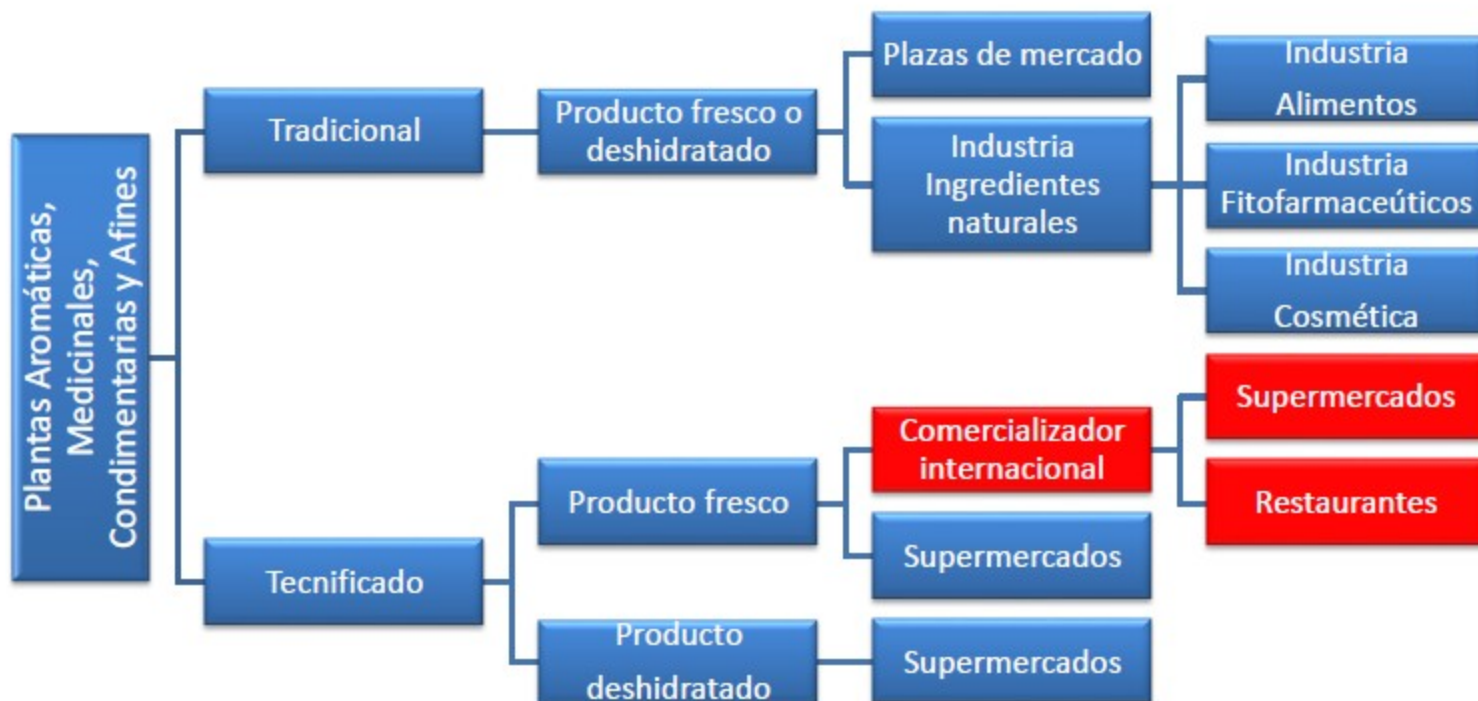 Plantas Aromáticas,
Medicinales,
Condimentarias y Afines
Tradicional
Producto fresco o
deshidratado
Plazas de mercado
Industria
Ingredientes
naturales
Industria
Alimentos
Industria
Fitofarmaceúticos
Industria
Cosmética
Tecnificado
Producto fresco
Comercializador
internacional
Supermercados
Restaurantes
Supermercados
Producto
deshidratado
Supermercados